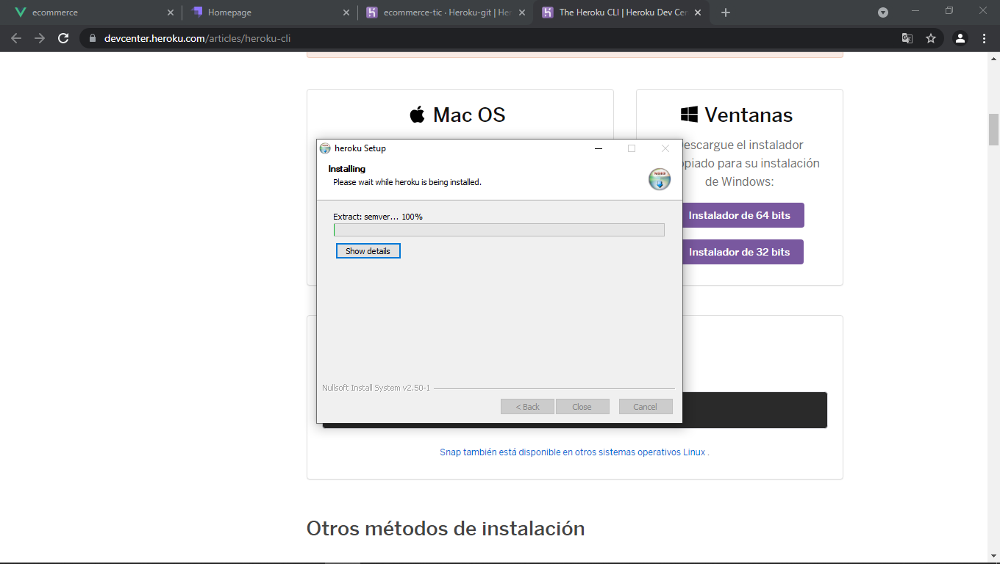 ecommerce
Homepage
ecommerce-tic · Heroku-git | Her
The Heroku CLI | Heroku Dev Cen
devcenter.heroku.com/articles/heroku-cli
Mac OS
Ventanas
escargue el instalador
opiado para su instalación
de Windows:
Instalador de 64 bits
Instalador de 32 bits
heroku Setup
Installing
Please wait while heroku is being installed.
Extract: semver... 100%
Show details
Nullsoft Install System v2.50-1
< Back
Close
Cancel
Snap también está disponible en otros sistemas operativos Linux .
Otros métodos de instalación